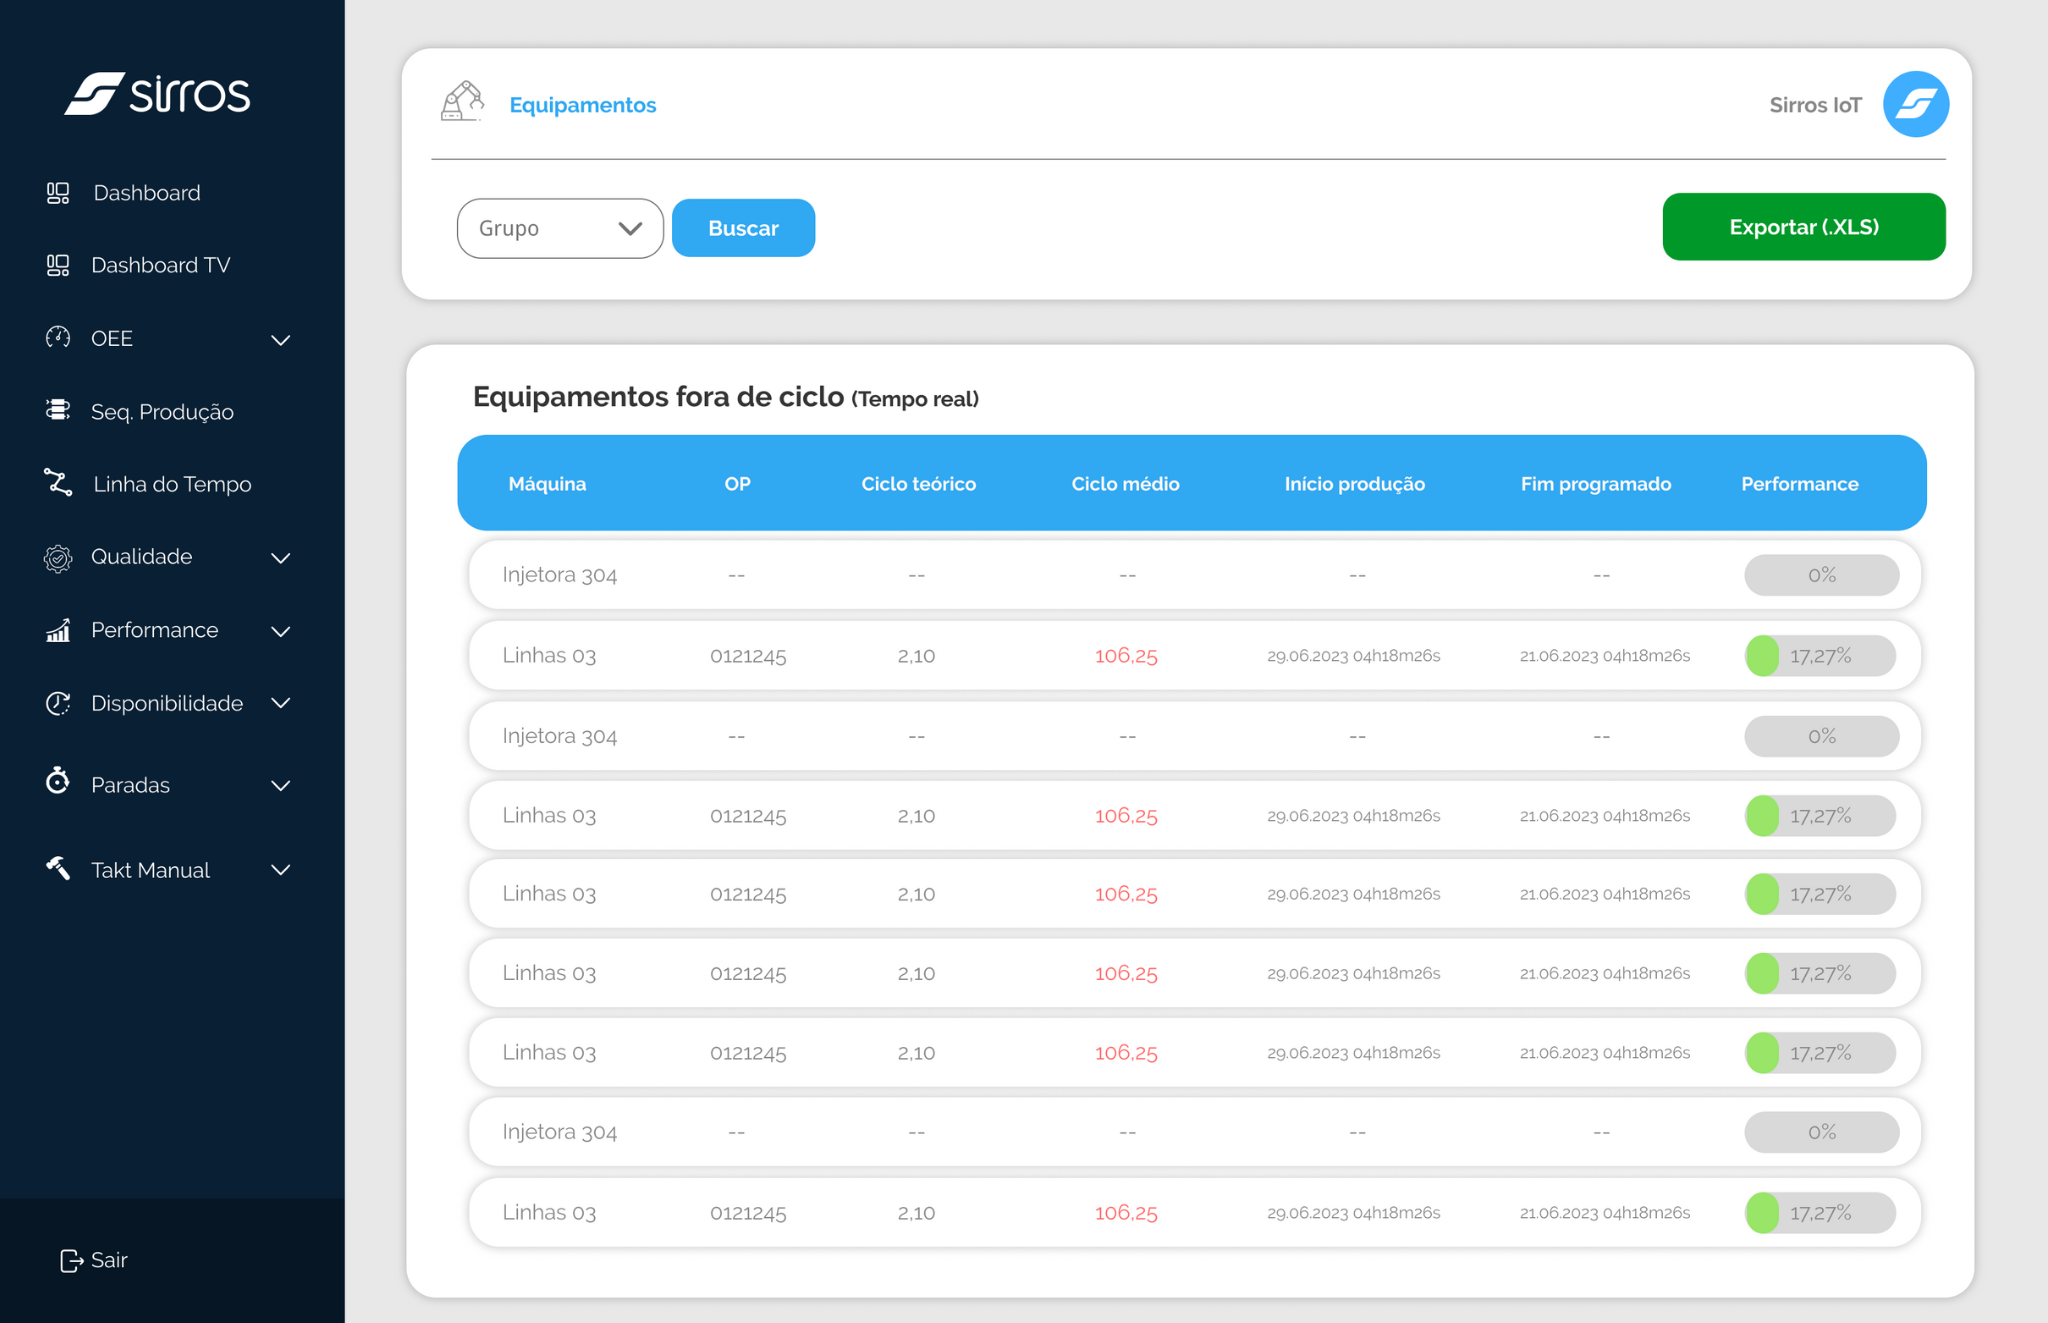 sirros
Dashboard
Dashboard TV
OEE
Seq. Produção
Linha do Tempo
Qualidade
Performance
Disponibilidade
Paradas
Takt Manual
Sair
Equipamentos
Sirros IoT
Grupo
Buscar
Exportar (.XLS)
Equipamentos fora de ciclo (Tempo real)
Máquina OP Ciclo teórico Ciclo médio Início produção Fim programado Performance
Injetora 304 -- -- -- -- -- 0%
Linhas 03 0121245 2,10 106,25 29.06.2023 04h18m26s 21.06.2023 04h18m26s 17,27%
Injetora 304 -- -- -- -- -- 0%
Linhas 03 0121245 2,10 106,25 29.06.2023 04h18m26s 21.06.2023 04h18m26s 17,27%
Linhas 03 0121245 2,10 106,25 29.06.2023 04h18m26s 21.06.2023 04h18m26s 17,27%
Linhas 03 0121245 2,10 106,25 29.06.2023 04h18m26s 21.06.2023 04h18m26s 17,27%
Linhas 03 0121245 2,10 106,25 29.06.2023 04h18m26s 21.06.2023 04h18m26s 17,27%
Injetora 304 -- -- -- -- -- 0%
Linhas 03 0121245 2,10 106,25 29.06.2023 04h18m26s 21.06.2023 04h18m26s 17,27%